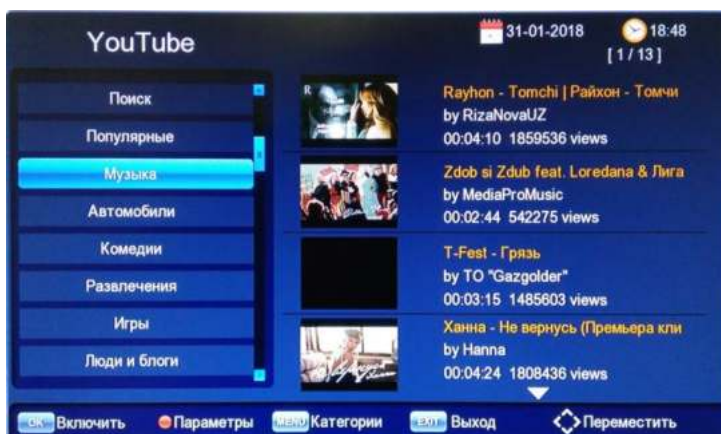 YouTube
31-01-2018
18:48
[ 1 / 13 ]
Поиск
Популярные
Музыка
Автомобили
Комедии
Развлечения
Игры
Люди и блоги
Rayhon - Tomchi | Райхон - Томчи
by RizaNovaUZ
00:04:10 1859536 views
Zdob si Zdub feat. Loredana & Лига
by MediaProMusic
00:02:44 542275 views
T-Fest - Грязь
by TO "Gazgolder"
00:03:15 1485603 views
Ханна - Не вернусь (Премьера кли
by Hanna
00:04:24 1808436 views
OK Включить
Параметры
MENU Категории
EXIT Выход
Переместить